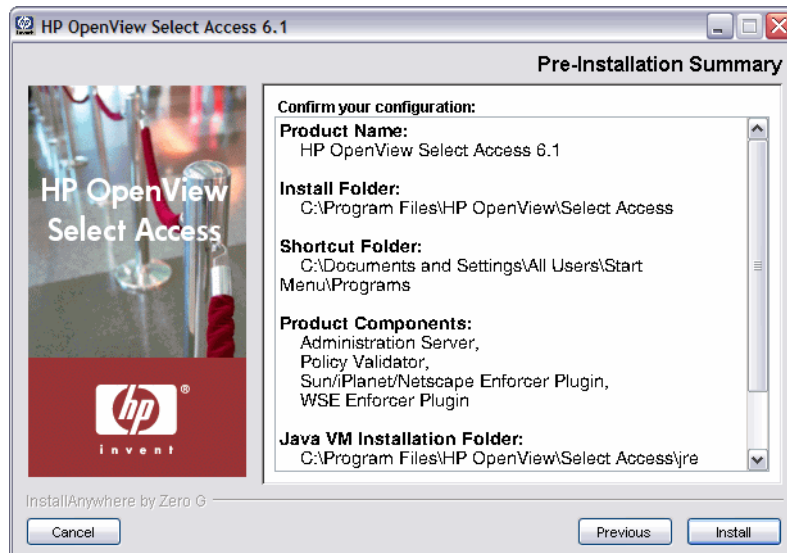 HP OpenView Select Access 6.1
Pre-Installation Summary
HP OpenView
Select Access
hp
®
invent
Confirm your configuration:
Product Name:
HP OpenView Select Access 6.1
Install Folder:
C:\Program Files\HP OpenView\Select Access
Shortcut Folder:
C:\Documents and Settings\All Users\Start
Menu\Programs
Product Components:
Administration Server,
Policy Validator,
Sun/iPlanet/Netscape Enforcer Plugin,
WSE Enforcer Plugin
Java VM Installation Folder:
C:\Program Files\HP OpenView\Select Access\jre
InstallAnywhere by Zero G
Cancel
Previous
Install